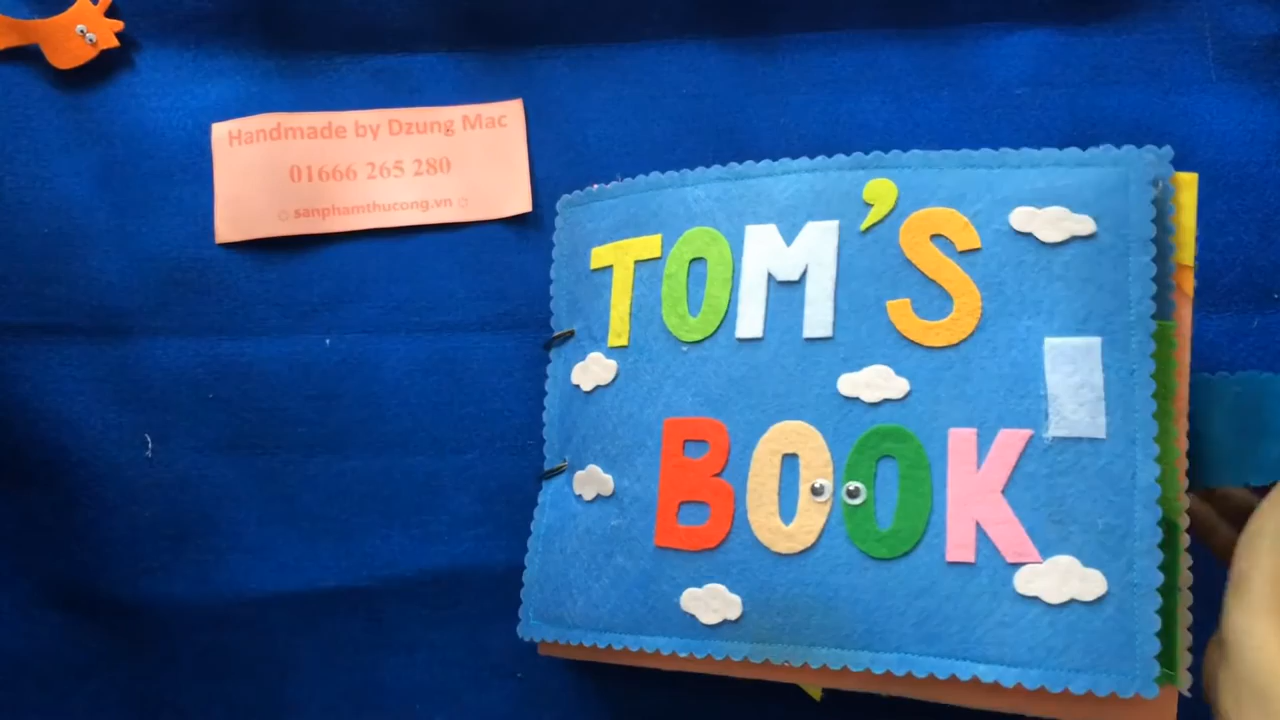 Handmade by Dzung Mac
01666 265 280
☼ sanphamthucong.vn ☼
TOM'S
BOOK